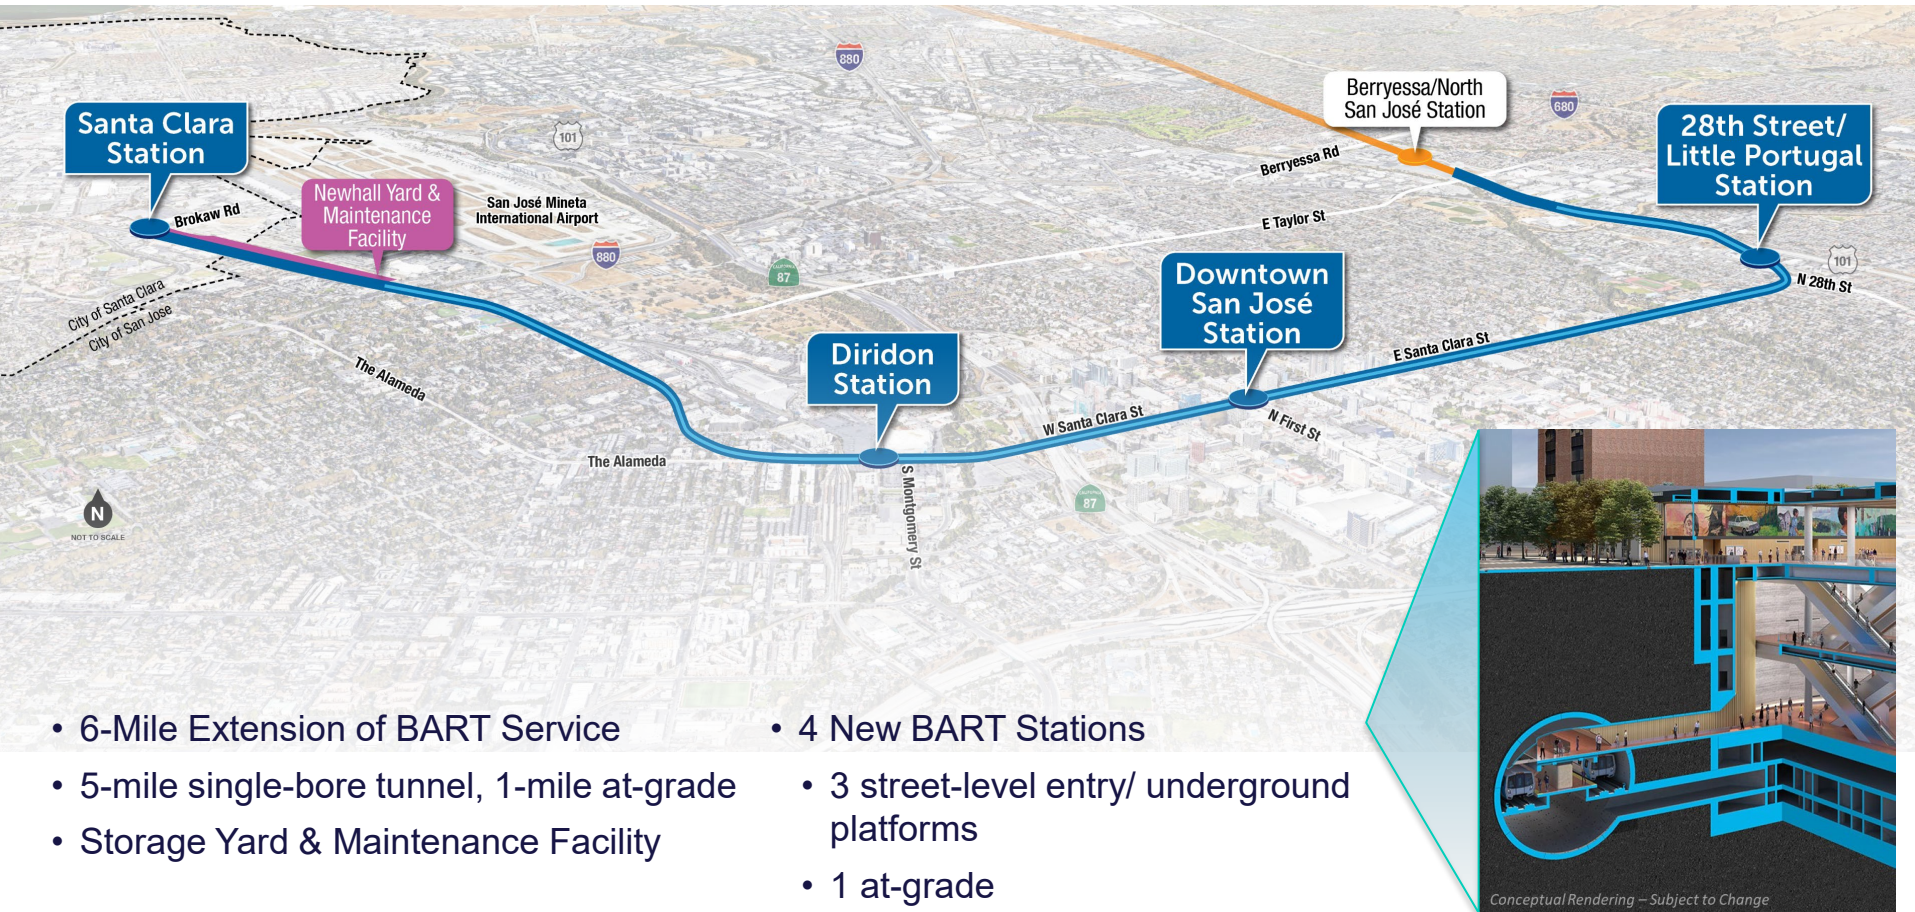 880
Berryessa/North
San José Station
680
Santa Clara
Station
101
28th Street/
Little Portugal
Station
Berryessa Rd
Newhall Yard &
Maintenance
Facility
San José Mineta
International Airport
Brokaw Rd
E Taylor St
880
87
Downtown
San José
Station
101
N 28th St
City of Santa Clara
City of San Jose
Diridon
Station
E Santa Clara St
The Alameda
W Santa Clara St
N First St
The Alameda
S Montgomery St
87
N
NOT TO SCALE
• 6-Mile Extension of BART Service
• 5-mile single-bore tunnel, 1-mile at-grade
• Storage Yard & Maintenance Facility
• 4 New BART Stations
• 3 street-level entry/ underground
platforms
• 1 at-grade
Conceptual Rendering – Subject to Change